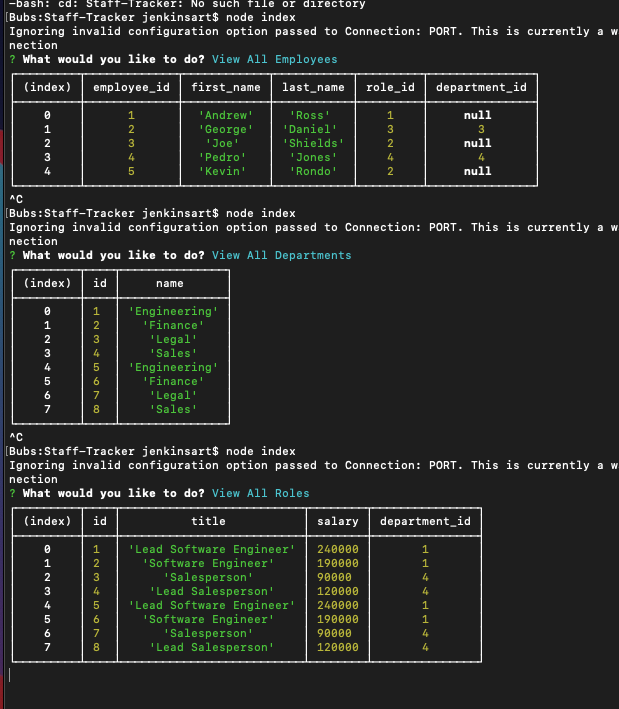 -bash: cd: Staff-Tracker: No such file or directory
[Bubs:Staff-Tracker jenkinsart$ node index
Ignoring invalid configuration option passed to Connection: PORT. This is currently a w
nection
? What would you like to do? View All Employees
(index) employee_id first_name last_name role_id department_id
0 1 'Andrew' 'Ross' 1 null
1 2 'George' 'Daniel' 3 3
2 3 'Joe' 'Shields' 2 null
3 4 'Pedro' 'Jones' 4 4
4 5 'Kevin' 'Rondo' 2 null
^C
[Bubs:Staff-Tracker jenkinsart$ node index
Ignoring invalid configuration option passed to Connection: PORT. This is currently a w
nection
? What would you like to do? View All Departments
(index) id name
0 1 'Engineering'
1 2 'Finance'
2 3 'Legal'
3 4 'Sales'
4 5 'Engineering'
5 6 'Finance'
6 7 'Legal'
7 8 'Sales'
^C
[Bubs:Staff-Tracker jenkinsart$ node index
Ignoring invalid configuration option passed to Connection: PORT. This is currently a w
nection
? What would you like to do? View All Roles
(index) id title salary department_id
0 1 'Lead Software Engineer' 240000 1
1 2 'Software Engineer' 190000 1
2 3 'Salesperson' 90000 4
3 4 'Lead Salesperson' 120000 4
4 5 'Lead Software Engineer' 240000 1
5 6 'Software Engineer' 190000 1
6 7 'Salesperson' 90000 4
7 8 'Lead Salesperson' 120000 4